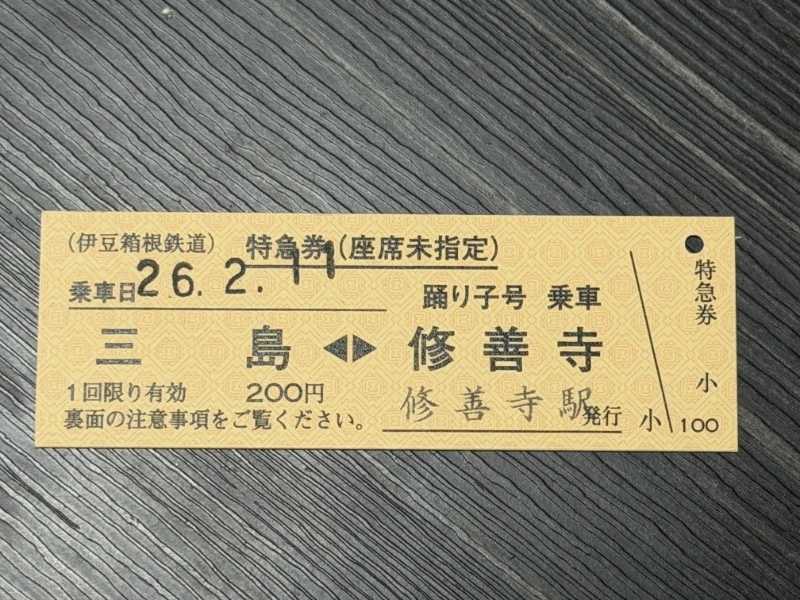 (伊豆箱根鉄道) 特急券(座席未指定)
乗車日 26.2.11
踊り子号 乗車
三島◀▶修善寺
1回限り有効 200円
修善寺駅発行
裏面の注意事項をご覧ください。
小
特急券
小
100